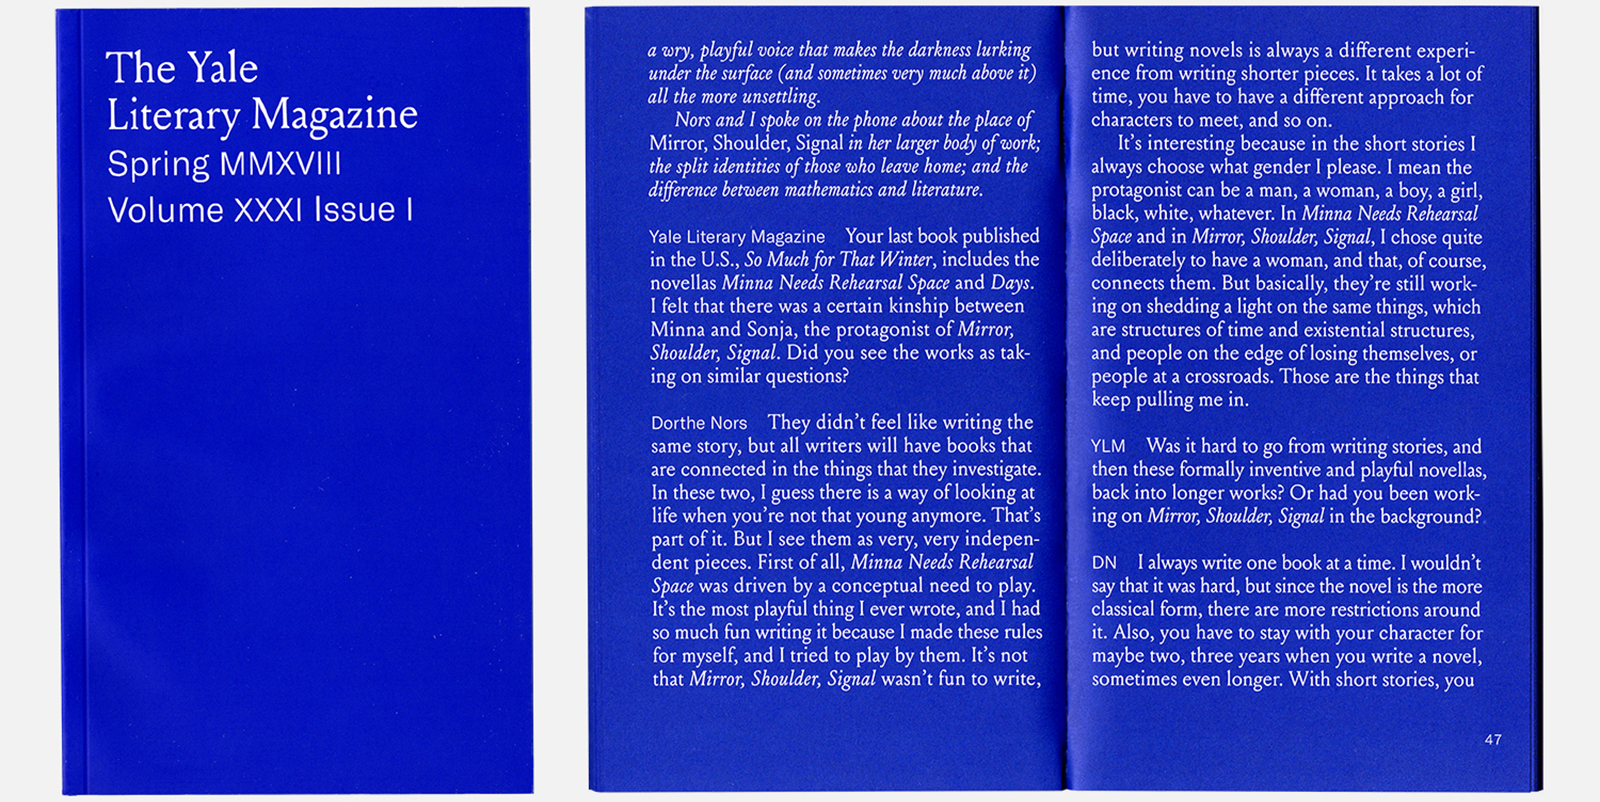 The Yale
Literary Magazine
Spring MMXVIII
Volume XXXI Issue I
a wry, playful voice that makes the darkness lurking
under the surface (and sometimes very much above it)
all the more unsettling.
Nors and I spoke on the phone about the place of
Mirror, Shoulder, Signal in her larger body of work;
the split identities of those who leave home; and the
difference between mathematics and literature.
Yale Literary Magazine Your last book published
in the U.S., So Much for That Winter, includes the
novellas Minna Needs Rehearsal Space and Days.
I felt that there was a certain kinship between
Minna and Sonja, the protagonist of Mirror,
Shoulder, Signal. Did you see the works as tak-
ing on similar questions?
Dorthe Nors They didn't feel like writing the
same story, but all writers will have books that
are connected in the things that they investigate.
In these two, I guess there is a way of looking at
life when you're not that young anymore. That's
part of it. But I see them as very, very indepen-
dent pieces. First of all, Minna Needs Rehearsal
Space was driven by a conceptual need to play.
It's the most playful thing I ever wrote, and I had
so much fun writing it because I made these rules
for myself, and I tried to play by them. It's not
that Mirror, Shoulder, Signal wasn't fun to write,
but writing novels is always a different experi-
ence from writing shorter pieces. It takes a lot of
time, you have to have a different approach for
characters to meet, and so on.
It's interesting because in the short stories I
always choose what gender I please. I mean the
protagonist can be a man, a woman, a boy, a girl,
black, white, whatever. In Minna Needs Rehearsal
Space and in Mirror, Shoulder, Signal, I chose quite
deliberately to have a woman, and that, of course,
connects them. But basically, they're still work-
ing on shedding a light on the same things, which
are structures of time and existential structures,
and people on the edge of losing themselves, or
people at a crossroads. Those are the things that
keep pulling me in.
YLM Was it hard to go from writing stories, and
then these formally inventive and playful novellas,
back into longer works? Or had you been work-
ing on Mirror, Shoulder, Signal in the background?
DN I always write one book at a time. I wouldn't
say that it was hard, but since the novel is the more
classical form, there are more restrictions around
it. Also, you have to stay with your character for
maybe two, three years when you write a novel,
sometimes even longer. With short stories, you
47